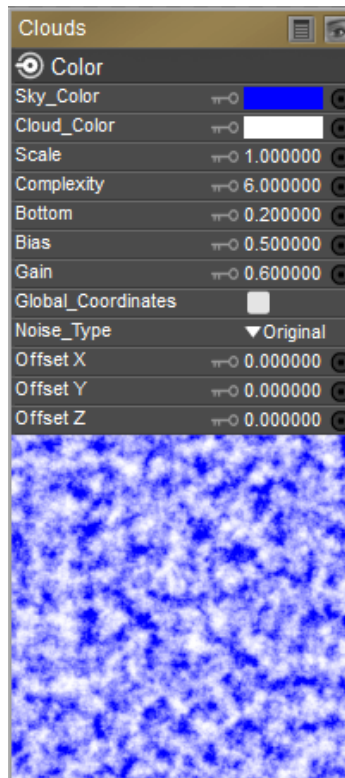 Clouds
Color
Sky_Color
Cloud_Color
Scale 1.000000
Complexity 6.000000
Bottom 0.200000
Bias 0.500000
Gain 0.600000
Global_Coordinates
Noise_Type Original
Offset X 0.000000
Offset Y 0.000000
Offset Z 0.000000